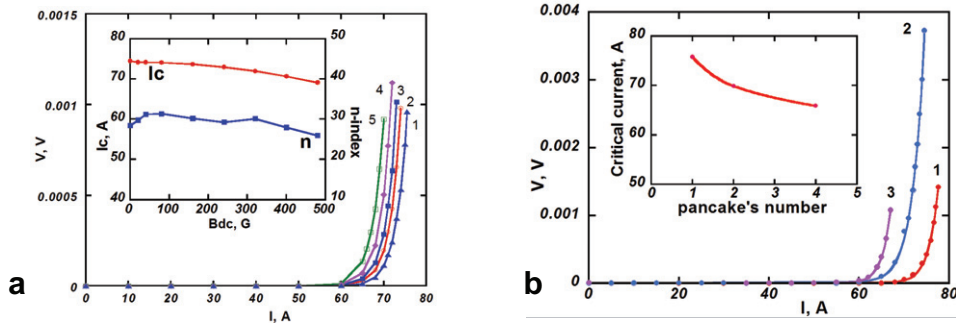 a
0.0015
0.001
0.0005
0
V, V
0 10 20 30 40 50 60 70 80
I, A
80
70
60
50
40
Ic, A
50
40
30
20
10
n-index
Ic
n
0 100 200 300 400 500
Bdc, G
5
4
3
2
1
b
0.004
0.003
0.002
0.001
0
V, V
0 20 40 60 80
I, A
80
70
60
50
Critical current, A
0 1 2 3 4 5
pancake's number
3
2
1